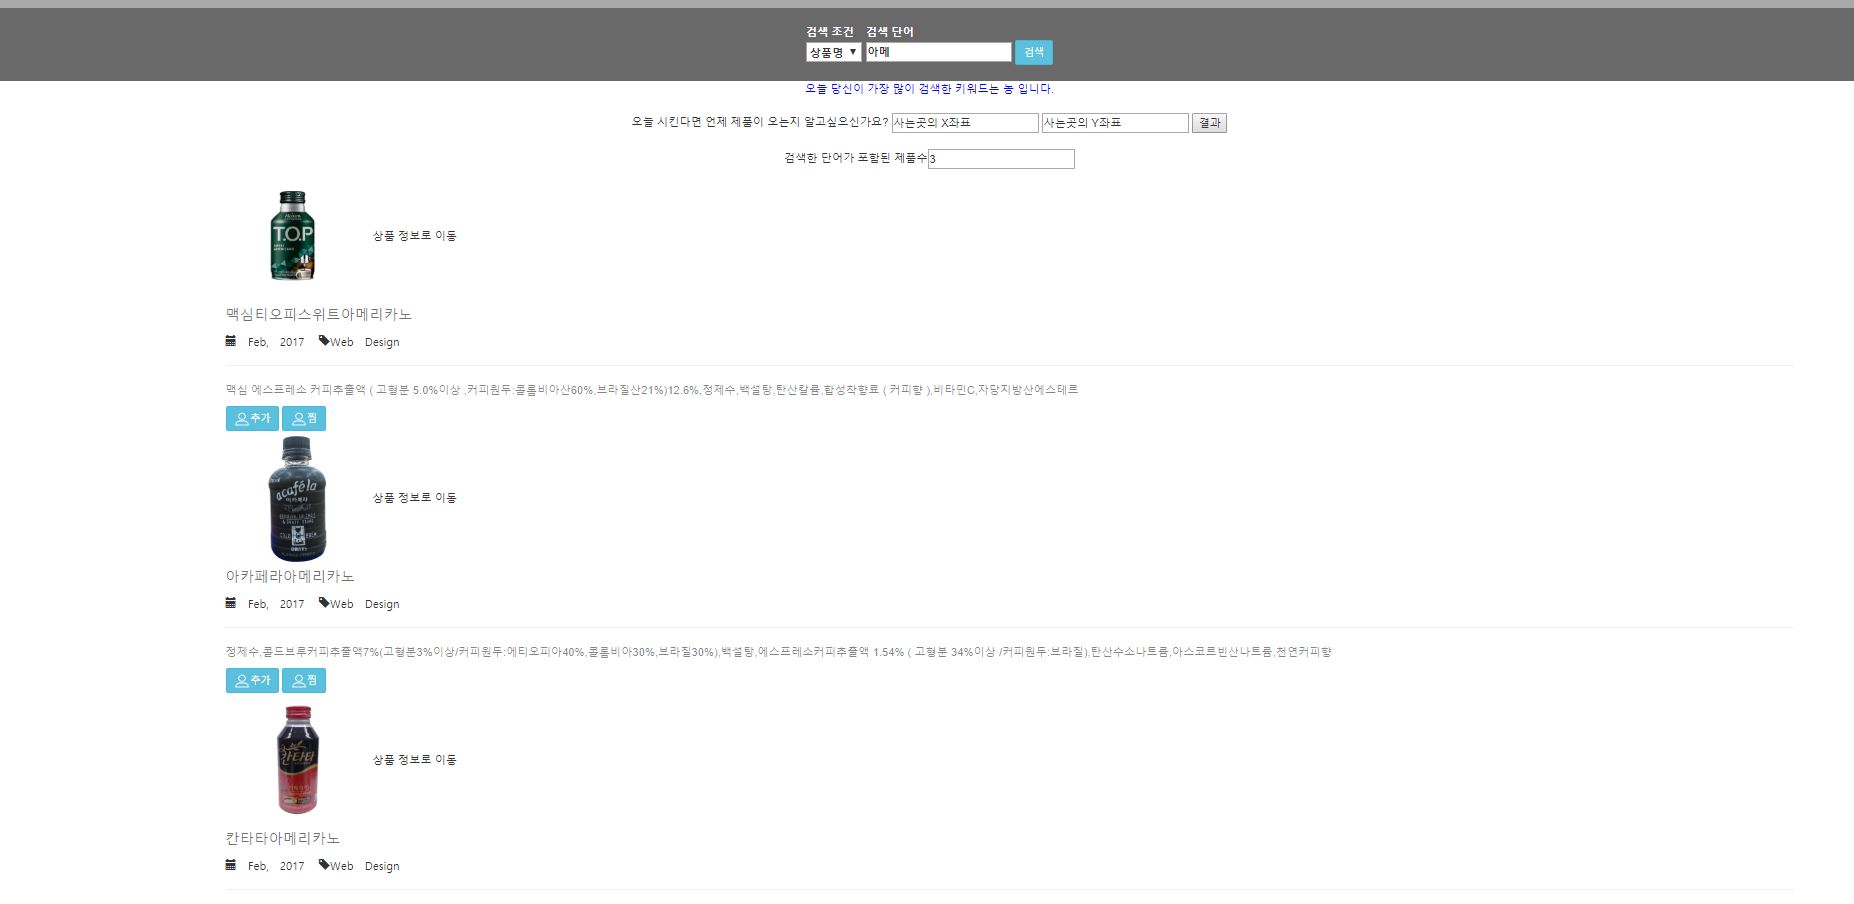 검색 조건 검색 단어
상품명 아메 검색
오늘 당신이 가장 많이 검색한 키워드는 농 입니다.
오늘 시킨다면 언제 제품이 오는지 알고싶으신가요? 사는곳의 X좌표 사는곳의 Y좌표 결과
검색한 단어가 포함된 제품수 3
T.O.P
상품 정보로 이동
맥심티오피스위트아메리카노
Feb, 2017 Web Design
맥심 에스프레소 커피추출액 ( 고형분 5.0%이상 ,커피원두:콜롬비아산60%,브라질산21%)12.6%,정제수,백설탕,탄산칼륨,합성착향료 ( 커피향 ),비타민C,자당지방산에스테르
추가 찜
acaféla
아카페라
상품 정보로 이동
아카페라아메리카노
Feb, 2017 Web Design
정제수,콜드브루커피추출액7%(고형분3%이상/커피원두:에티오피아40%,콜롬비아30%,브라질30%),백설탕,에스프레소커피추출액 1.54% ( 고형분 34%이상 /커피원두:브라질),탄산수소나트륨,아스코르빈산나트륨,천연커피향
추가 찜
칸타타
상품 정보로 이동
칸타타아메리카노
Feb, 2017 Web Design